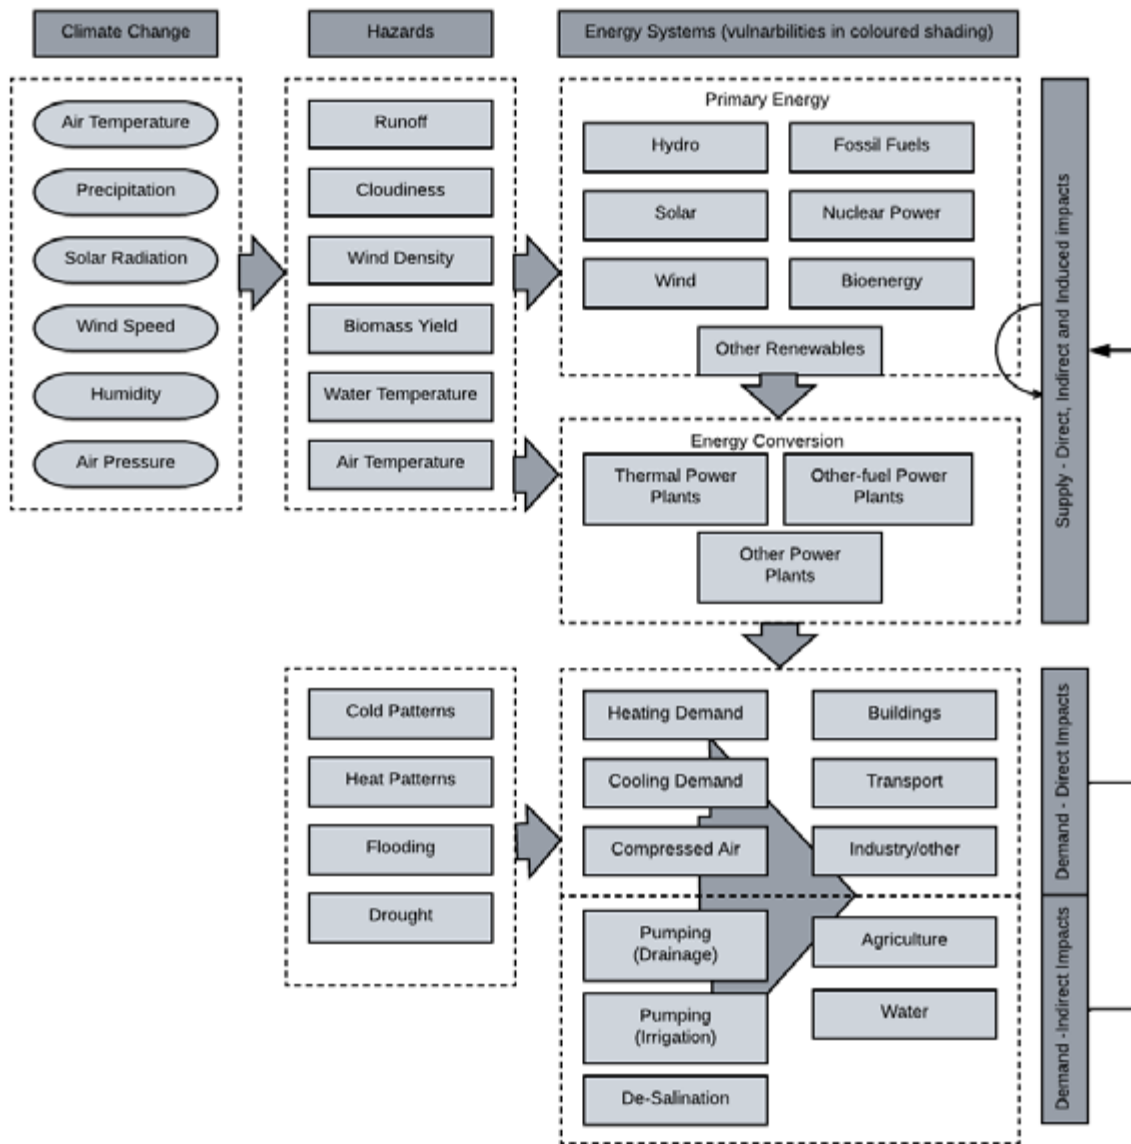 Climate Change
Hazards
Energy Systems (vulnarbilities in coloured shading)
Air Temperature
Precipitation
Solar Radiation
Wind Speed
Humidity
Air Pressure
Runoff
Cloudiness
Wind Density
Biomass Yield
Water Temperature
Air Temperature
Primary Energy
Hydro
Fossil Fuels
Solar
Nuclear Power
Wind
Bioenergy
Other Renewables
Energy Conversion
Thermal Power
Plants
Other-fuel Power
Plants
Other Power
Plants
Supply - Direct, Indirect and Induced impacts
Cold Patterns
Heat Patterns
Flooding
Drought
Heating Demand
Buildings
Cooling Demand
Transport
Compressed Air
Industry/other
Pumping
(Drainage)
Agriculture
Pumping
(Irrigation)
Water
De-Salination
Demand - Direct Impacts
Demand -Indirect Impacts